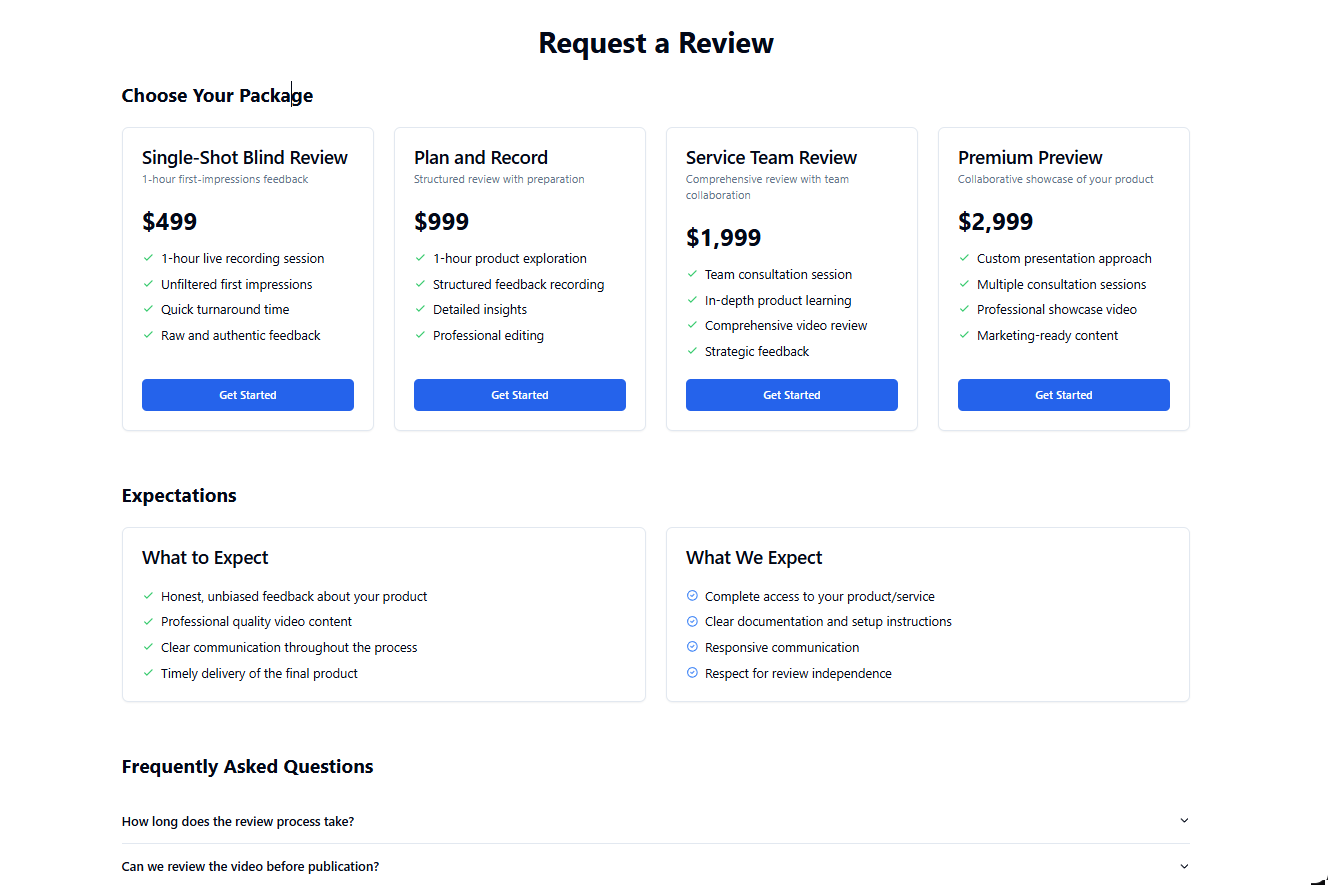 Request a Review
Choose Your Package
Single-Shot Blind Review
1-hour first-impressions feedback
$499
1-hour live recording session
Unfiltered first impressions
Quick turnaround time
Raw and authentic feedback
Get Started
Plan and Record
Structured review with preparation
$999
1-hour product exploration
Structured feedback recording
Detailed insights
Professional editing
Get Started
Service Team Review
Comprehensive review with team
collaboration
$1,999
Team consultation session
In-depth product learning
Comprehensive video review
Strategic feedback
Get Started
Premium Preview
Collaborative showcase of your product
$2,999
Custom presentation approach
Multiple consultation sessions
Professional showcase video
Marketing-ready content
Get Started
Expectations
What to Expect
Honest, unbiased feedback about your product
Professional quality video content
Clear communication throughout the process
Timely delivery of the final product
What We Expect
Complete access to your product/service
Clear documentation and setup instructions
Responsive communication
Respect for review independence
Frequently Asked Questions
How long does the review process take?
Can we review the video before publication?